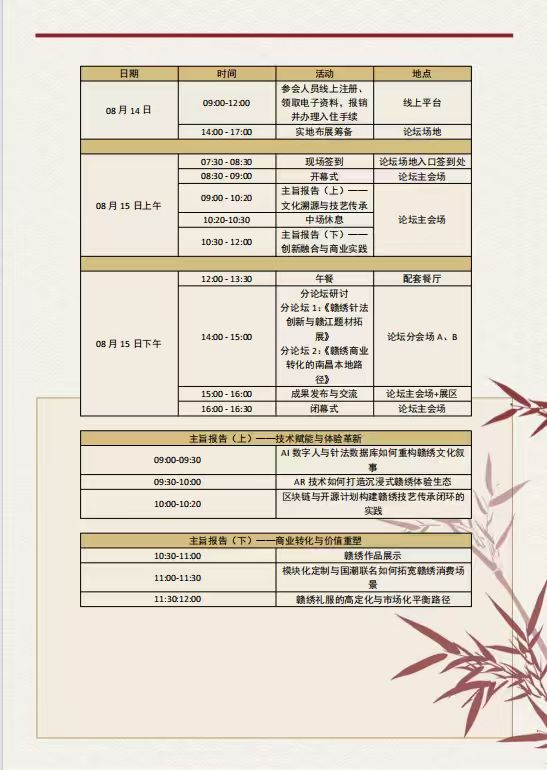 日期 时间 活动 地点
08 月 14 日 09:00-12:00 参会人员线上注册、 线上平台
领取电子资料，报销
并办理入住手续
14:00 - 17:00 实地布展筹备 论坛场地
07:30 - 08:30 现场签到 论坛场地入口签到处
08:30 - 09:00 开幕式 论坛主会场
08 月 15 日上午 09:00 - 10:20 主旨报告（上）——
文化溯源与技艺传承
10:20-10:30 中场休息 论坛主会场
10:30 - 12:00 主旨报告（下）——
创新融合与商业实践
12:00 - 13:30 午餐 配套餐厅
08 月 15 日下午 14:00 - 15:00 分论坛研讨 论坛分会场 A、B
分论坛 1：《赣绣针法
创新与赣江题材拓
展》
分论坛 2：《赣绣商业
转化的南昌本地路
径》
15:00 - 16:00 成果发布与交流 论坛主会场+展区
16:00 - 16:30 闭幕式 论坛主会场
主旨报告（上）——技术赋能与体验革新
09:00-09:30 AI 数字人与针法数据库如何重构赣绣文化叙
事
09:30-10:00 AR 技术如何打造沉浸式赣绣体验生态
10:00-10:20 区块链与开源计划构建赣绣技艺传承闭环的
实践
主旨报告（下）——商业转化与价值重塑
10:30-11:00 赣绣作品展示
11:00-11:30 模块化定制与国潮联名如何拓宽赣绣消费场
景
11:30:12:00 赣绣礼服的高定化与市场化平衡路径